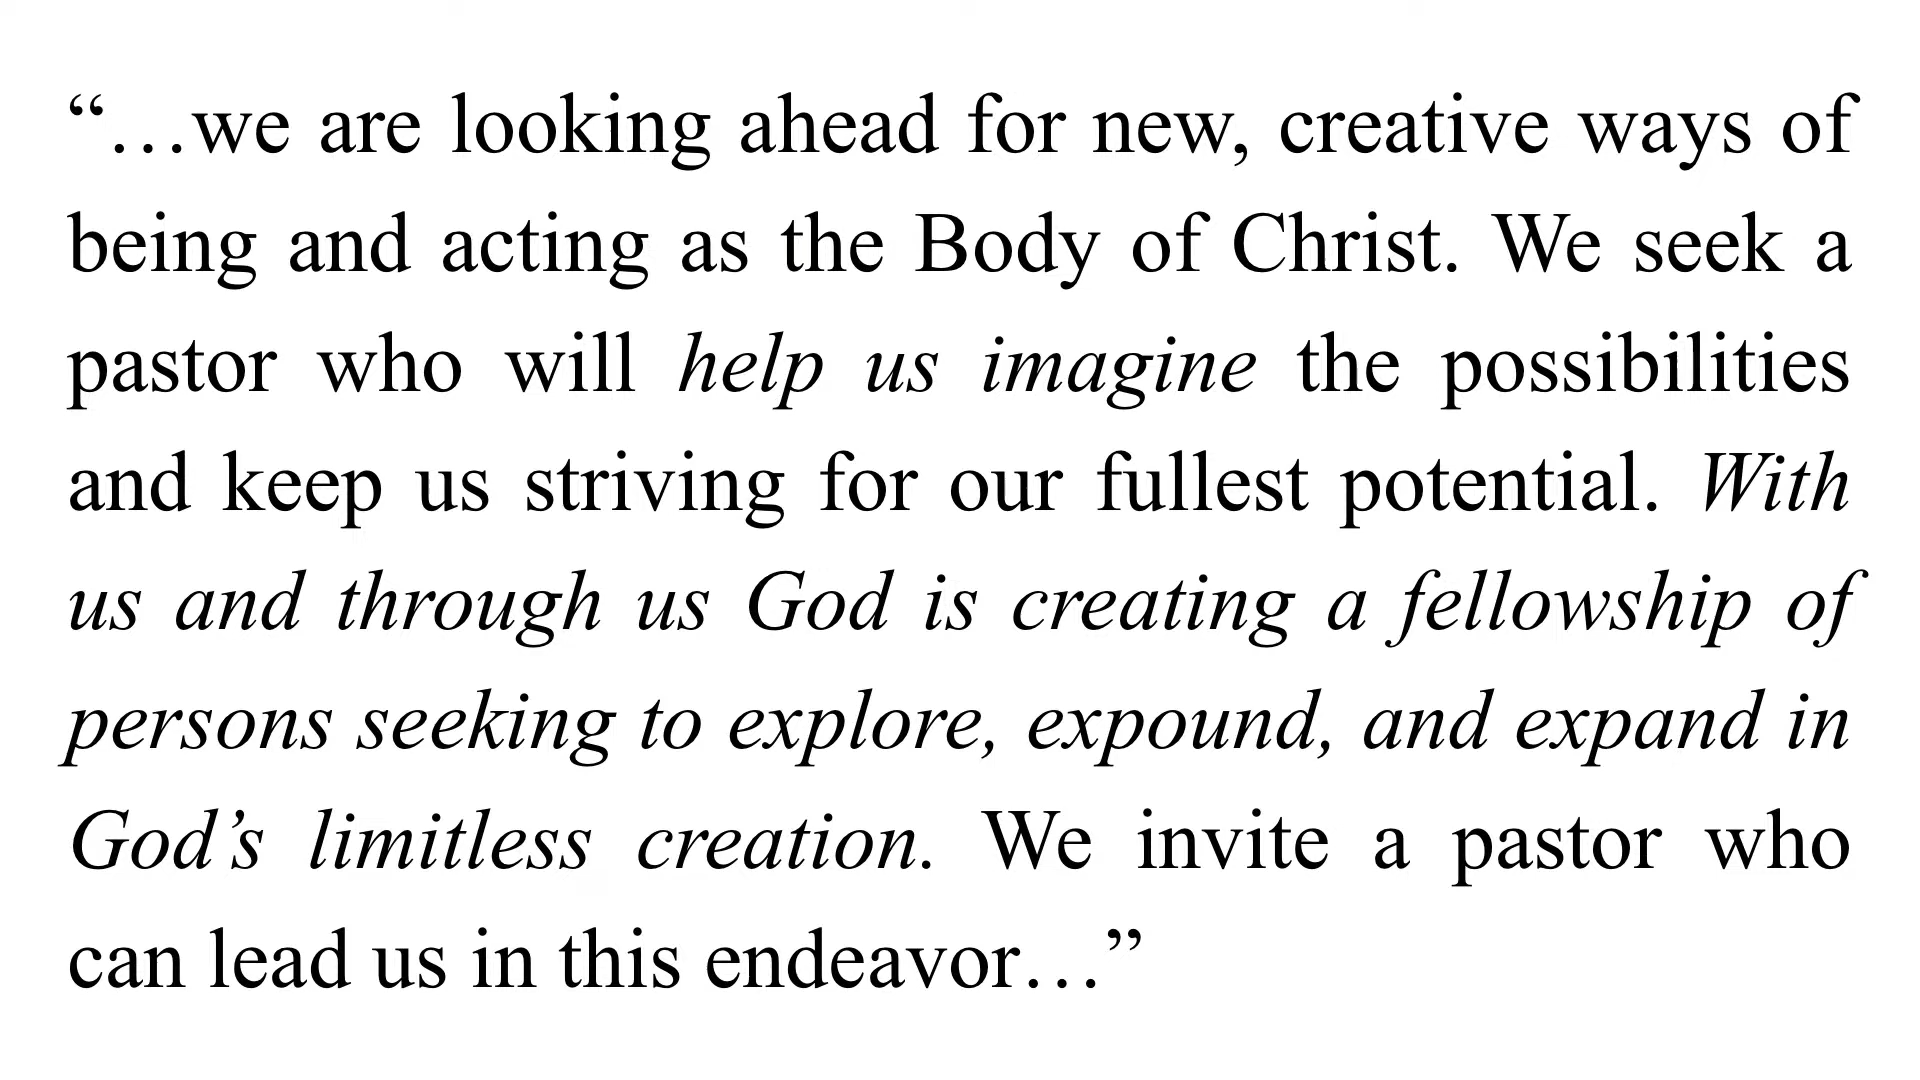 “…we are looking ahead for new, creative ways of
being and acting as the Body of Christ. We seek a
pastor who will help us imagine the possibilities
and keep us striving for our fullest potential. With
us and through us God is creating a fellowship of
persons seeking to explore, expound, and expand in
God’s limitless creation. We invite a pastor who
can lead us in this endeavor…”